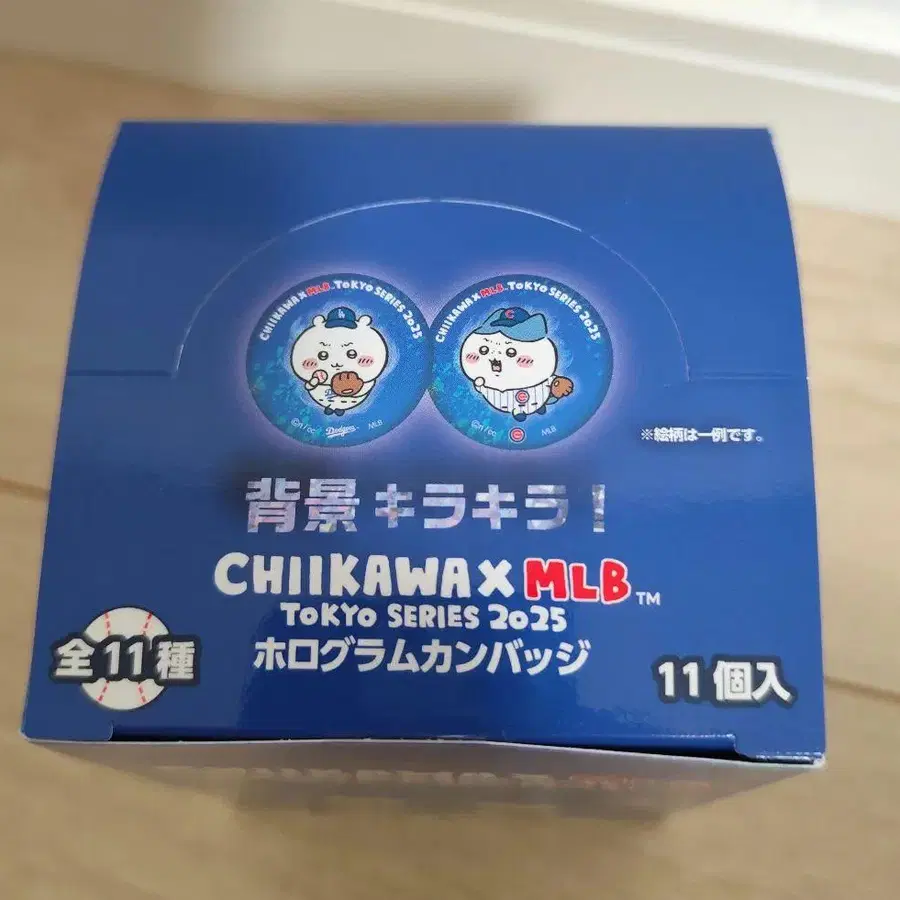 CHIIKAWA X MLB TOKYO SERIES 2025
Dodgers
MLB
CHIIKAWA X MLB TOKYO SERIES 2025
C
MLB
※絵柄は一例です。
背景 キラキラ!
CHIIKAWA X MLB™
TOKYO SERIES 2025
ホログラムカンバッジ
全11種
11個入